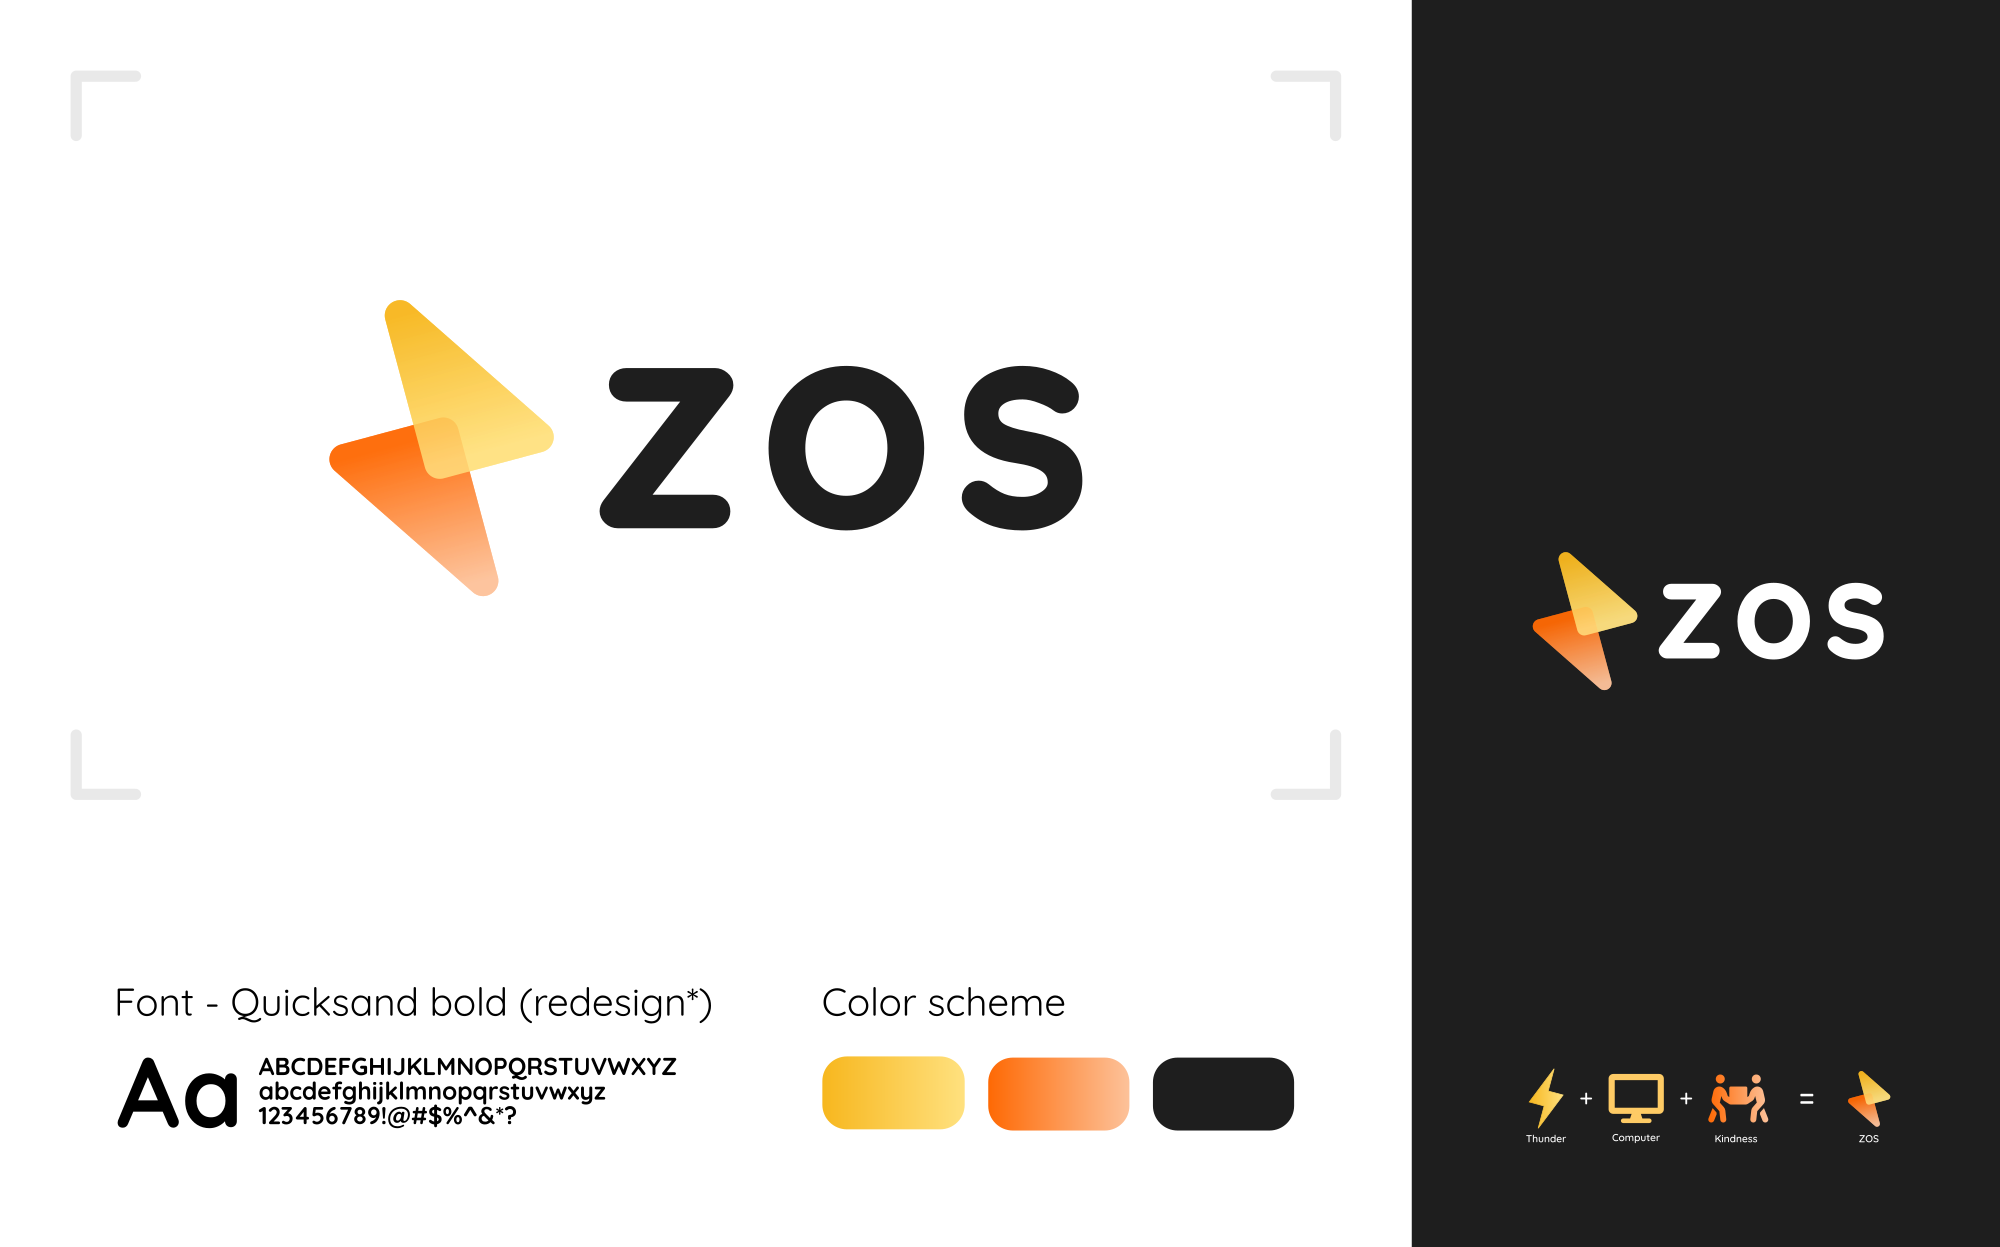 ZOS
Font - Quicksand bold (redesign*)
Aa
ABCDEFGHIJKLMNOPQRSTUVWXYZ
abcdefghijklmnopqrstuvwxyz
123456789!@#$%^&*?
Color scheme
ZOS
+ + =
Thunder Computer Kindness ZOS